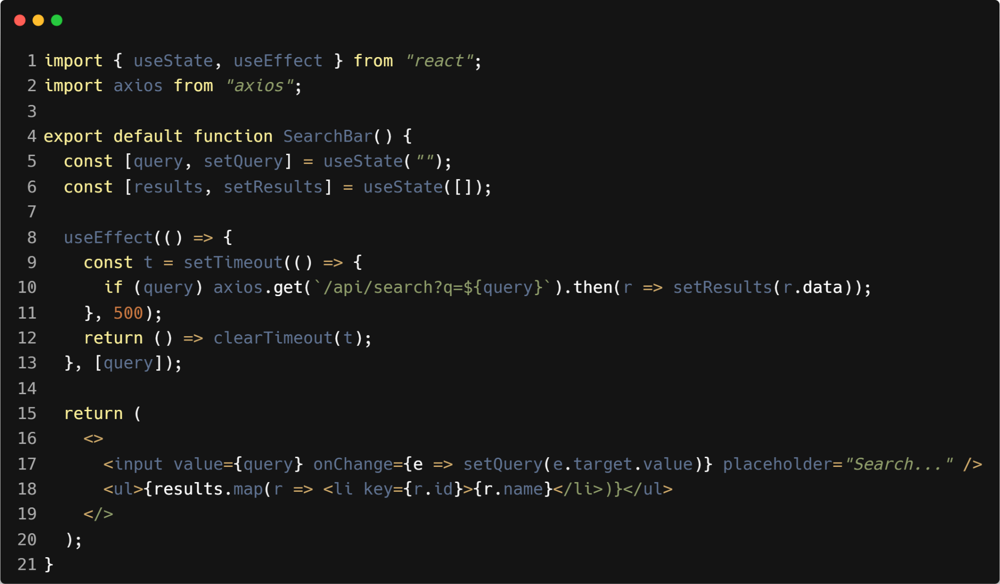 1 import { useState, useEffect } from "react";
2 import axios from "axios";
3
4 export default function SearchBar() {
5   const [query, setQuery] = useState("");
6   const [results, setResults] = useState([]);
7
8   useEffect(() => {
9     const t = setTimeout(() => {
10       if (query) axios.get(`/api/search?q=${query}`).then(r => setResults(r.data));
11     }, 500);
12     return () => clearTimeout(t);
13   }, [query]);
14
15   return (
16     <>
17       <input value={query} onChange={e => setQuery(e.target.value)} placeholder="Search..." />
18       <ul>{results.map(r => <li key={r.id}>{r.name}</li>)}</ul>
19     </>
20   );
21 }